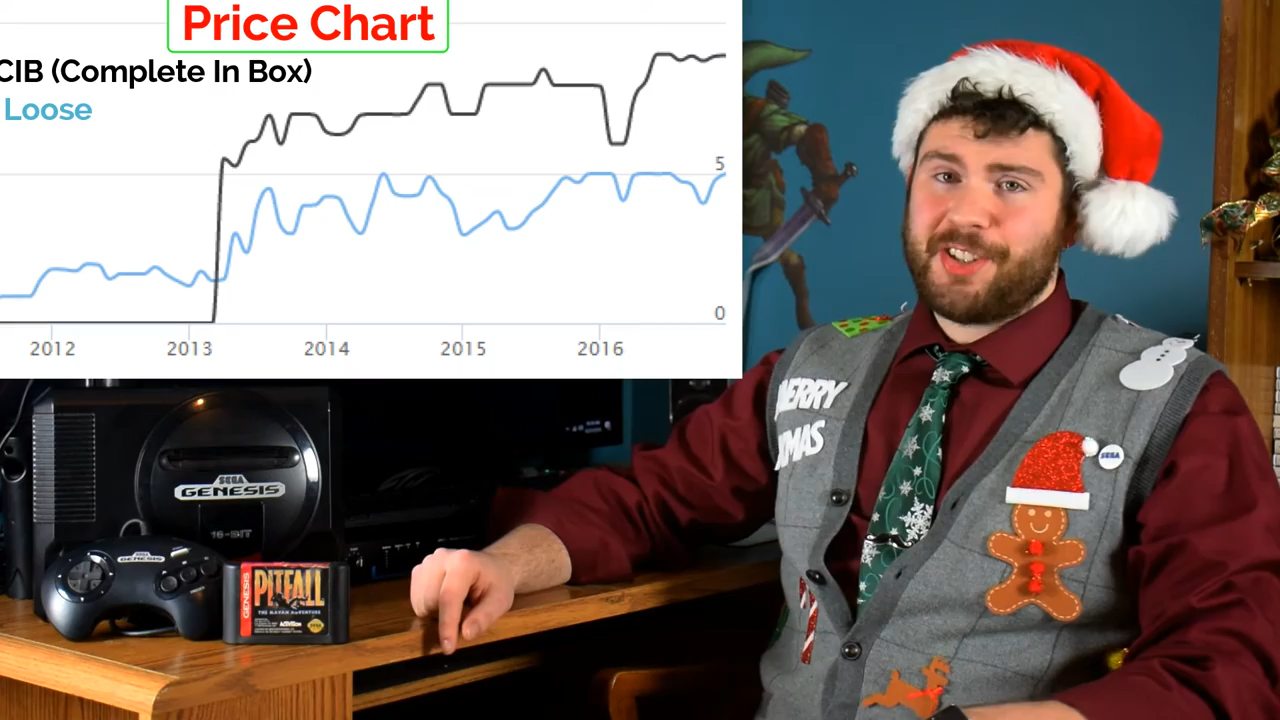 Price Chart
CIB (Complete In Box)
Loose
5
0
2012 2013 2014 2015 2016
MERRY
XMAS
SEGA
SEGA
GENESIS
16-BIT
GENESIS
GENESIS
PITFALL
THE MAYAN ADVENTURE
ACTIVISION